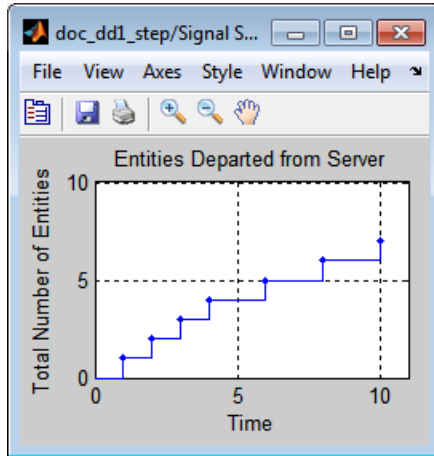 doc_dd1_step/Signal S...
File View Axes Style Window Help
Entities Departed from Server
Total Number of Entities
10
5
0
0 5 10
Time